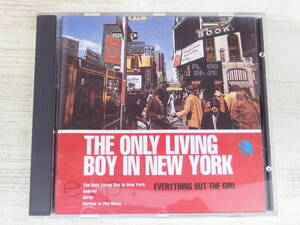 BOOK
THE ONLY LIVING
BOY IN NEW YORK
The Only Living Boy In New York
Gabriel
Birds
Horses In The Room
EVERYTHING BUT THE GIRL